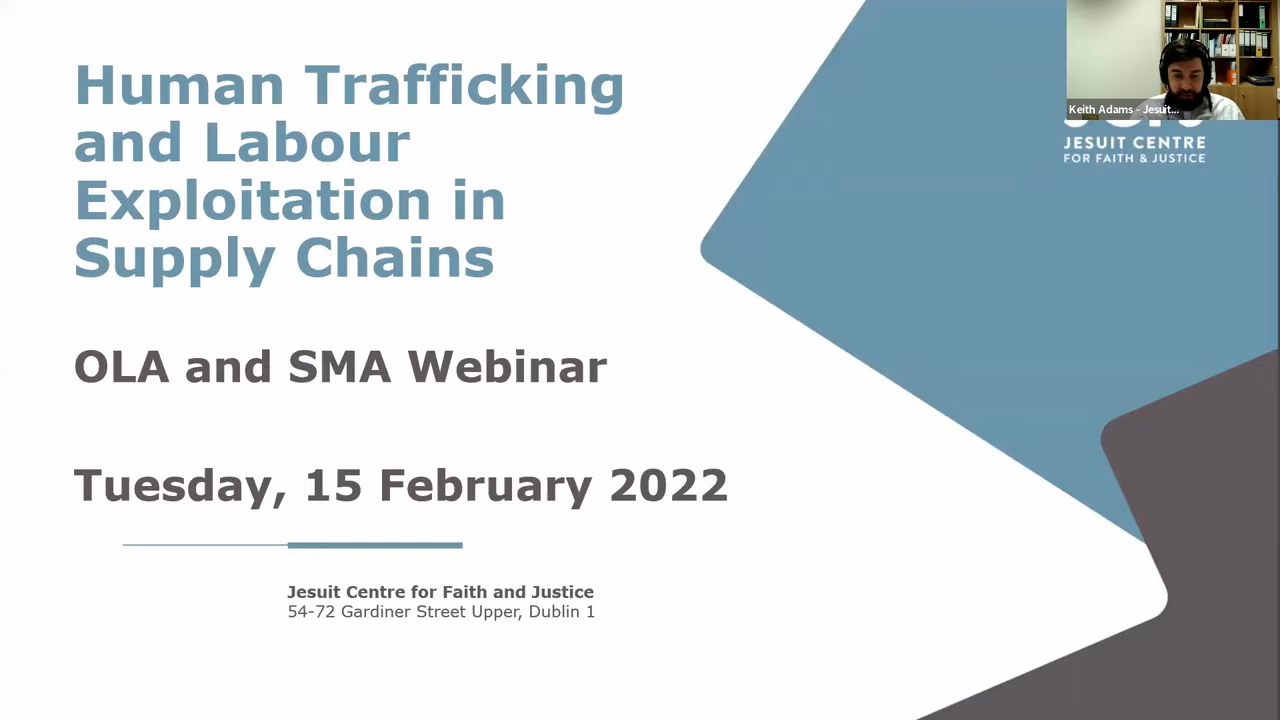 Human Trafficking
and Labour
Exploitation in
Supply Chains
OLA and SMA Webinar
Tuesday, 15 February 2022
Jesuit Centre for Faith and Justice
54-72 Gardiner Street Upper, Dublin 1
Keith Adams - Jesuit...
JESUIT CENTRE
FOR FAITH & JUSTICE